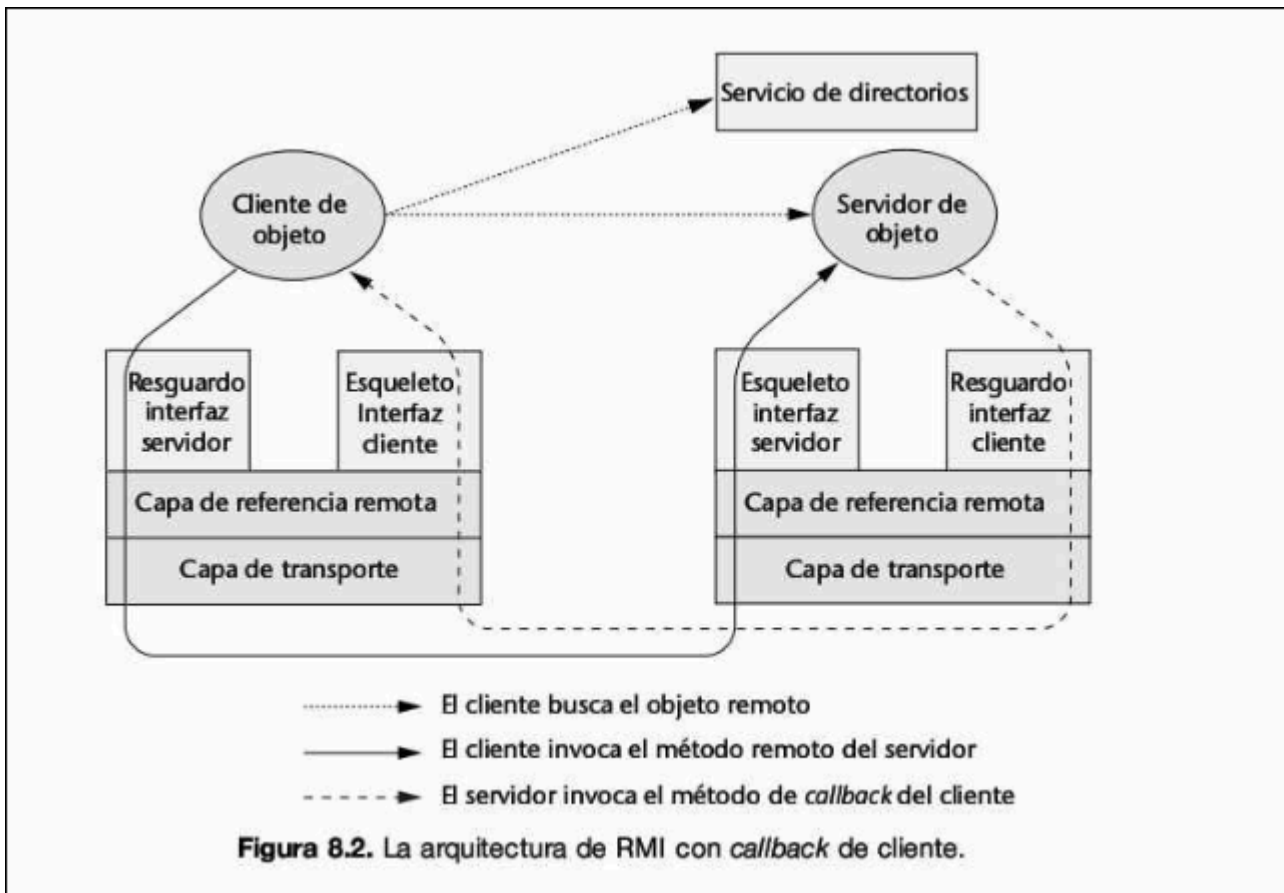 Servicio de directorios
Cliente de
objeto
Servidor de
objeto
Resguardo
interfaz
servidor
Esqueleto
Interfaz
cliente
Esqueleto
interfaz
servidor
Resguardo
interfaz
cliente
Capa de referencia remota
Capa de referencia remota
Capa de transporte
Capa de transporte
El cliente busca el objeto remoto
El cliente invoca el método remoto del servidor
El servidor invoca el método de callback del cliente
Figura 8.2. La arquitectura de RMI con callback de cliente.